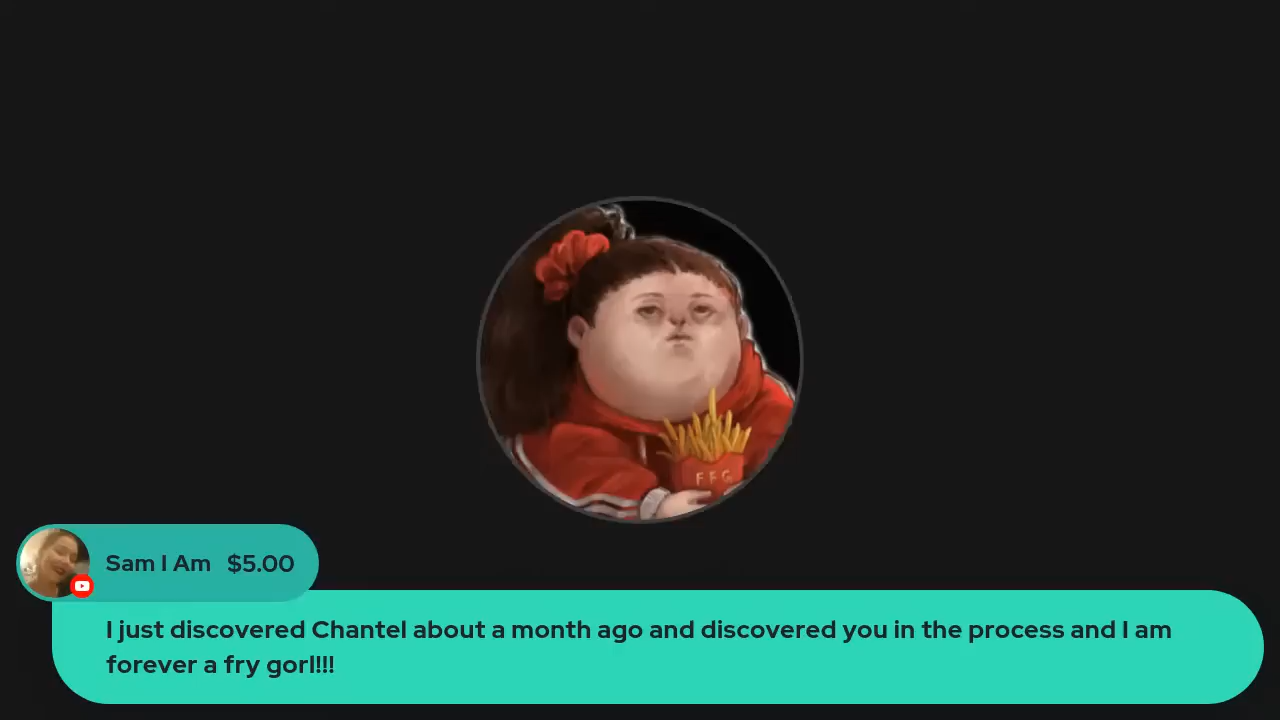 FFG
Sam I Am $5.00
I just discovered Chantel about a month ago and discovered you in the process and I am
forever a fry gorl!!!